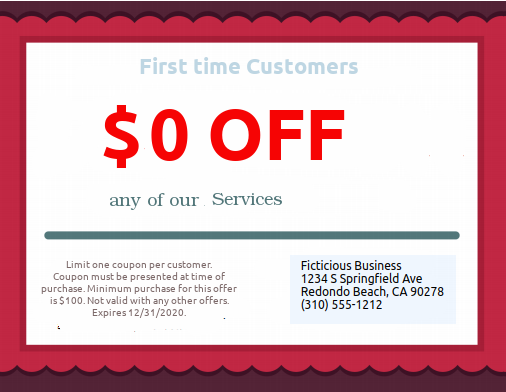 First time Customers
$0 OFF
any of our Services
Limit one coupon per customer.
Coupon must be presented at time of
purchase. Minimum purchase for this offer
is $100. Not valid with any other offers.
Expires 12/31/2020.
Ficticious Business
1234 S Springfield Ave
Redondo Beach, CA 90278
(310) 555-1212